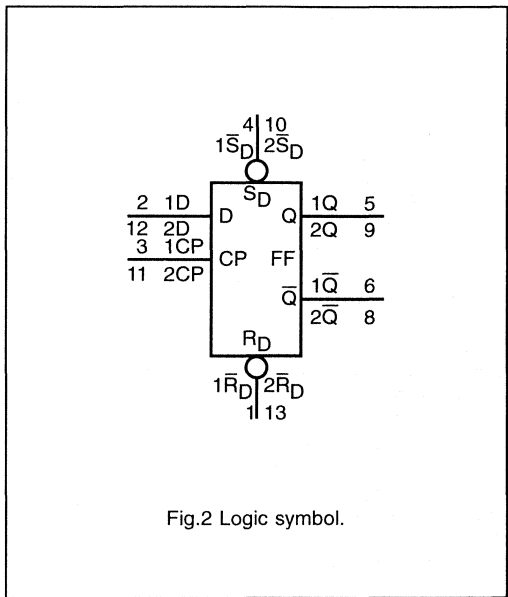 4 10
1S̅D 2S̅D
SD
2 1D D Q 1Q 5
12 2D 2Q 9
3 1CP CP FF
11 2CP
Q̅ 1Q̅ 6
2Q̅ 8
RD
1R̅D 2R̅D
1 13
Fig.2 Logic symbol.